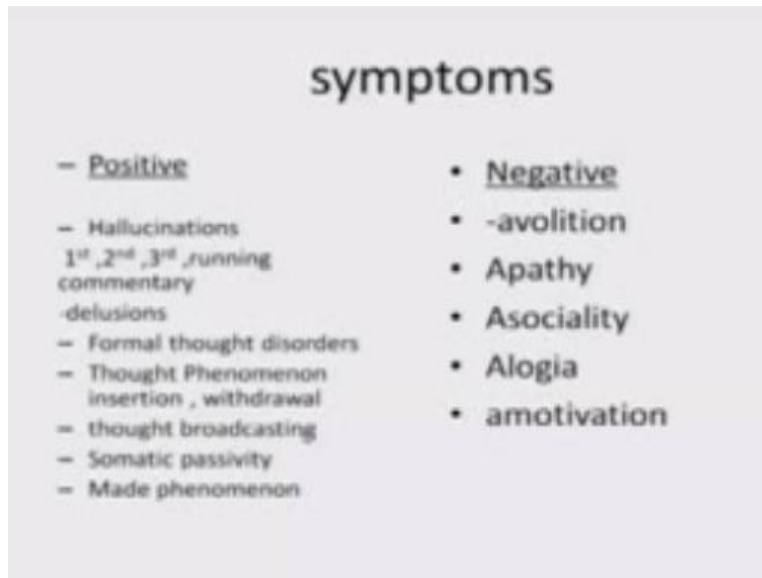 symptoms
– Positive
– Hallucinations
1st ,2nd ,3rd ,running
commentary
-delusions
– Formal thought disorders
– Thought Phenomenon
insertion , withdrawal
– thought broadcasting
– Somatic passivity
– Made phenomenon
• Negative
• -avolition
• Apathy
• Asociality
• Alogia
• amotivation